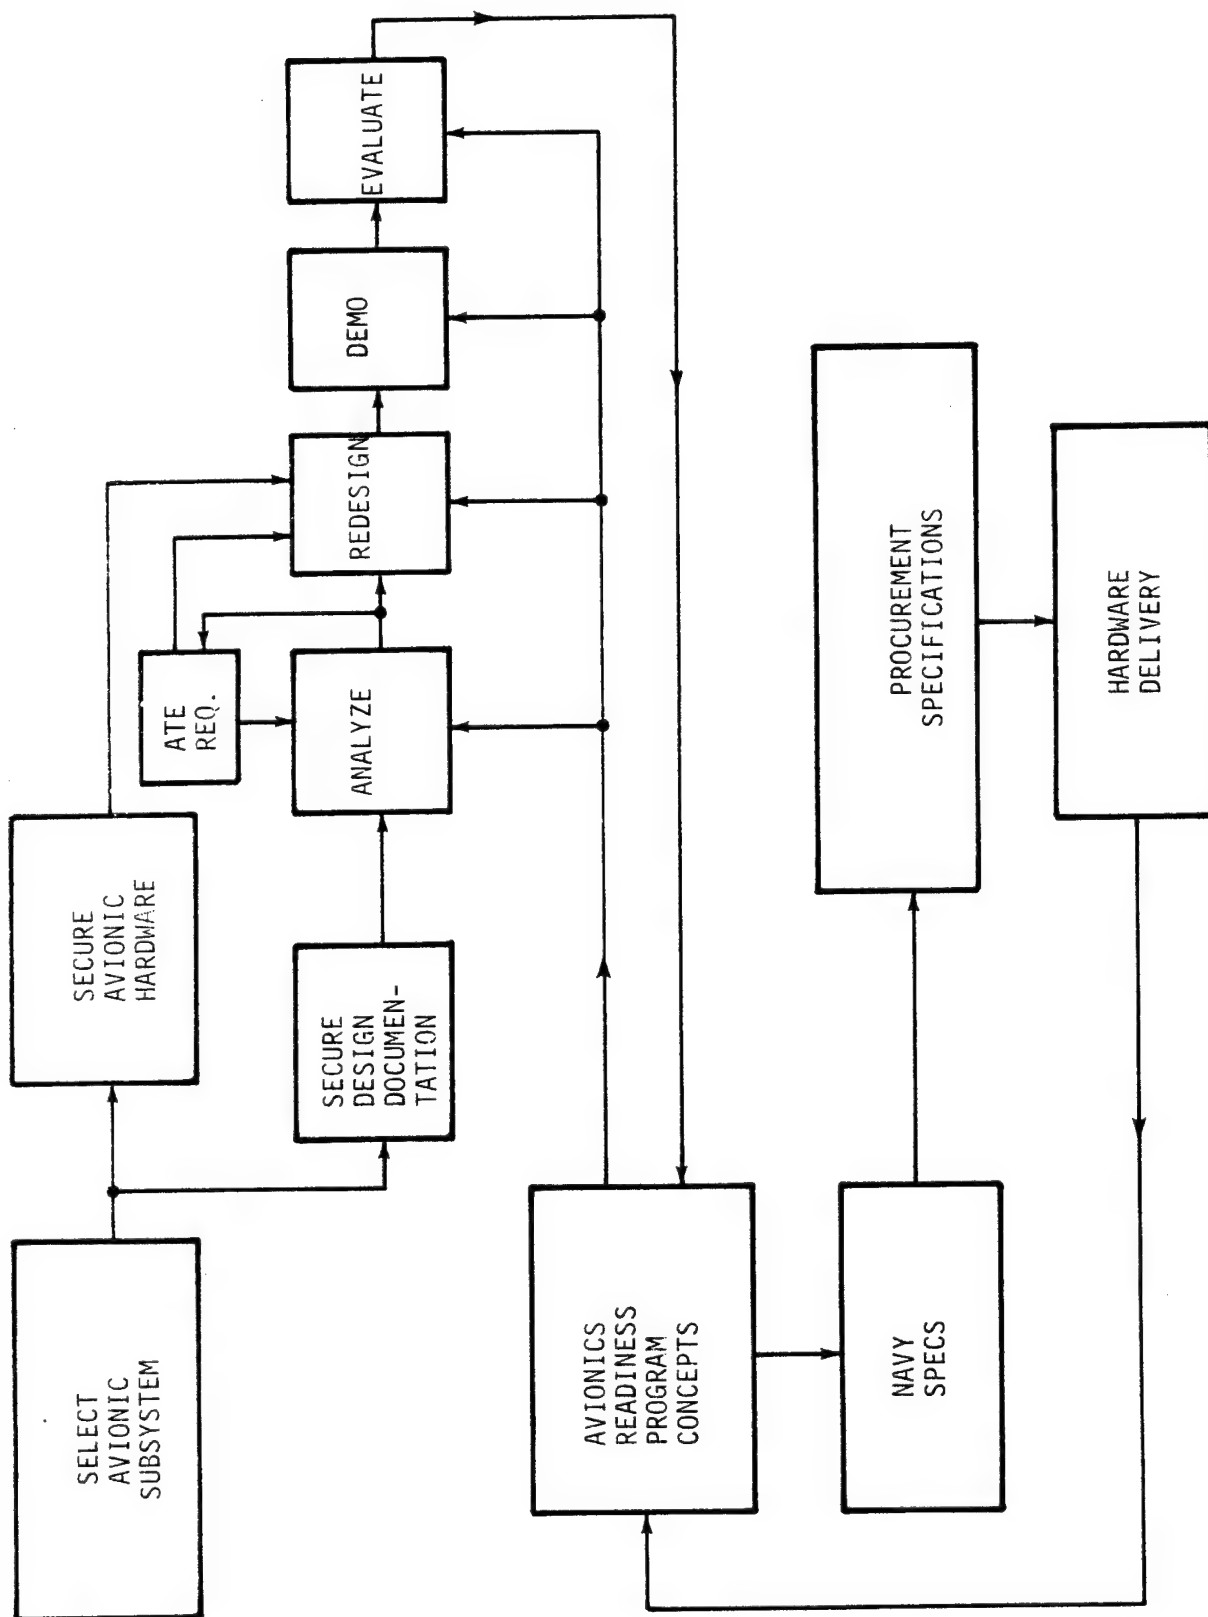 SELECT
AVIONIC
SUBSYSTEM
SECURE
AVIONIC
HARDWARE
SECURE
DESIGN
DOCUMEN-
TATION
ATE
REQ.
ANALYZE
REDESIGN
DEMO
EVALUATE
AVIONICS
READINESS
PROGRAM
CONCEPTS
NAVY
SPECS
PROCUREMENT
SPECIFICATIONS
HARDWARE
DELIVERY